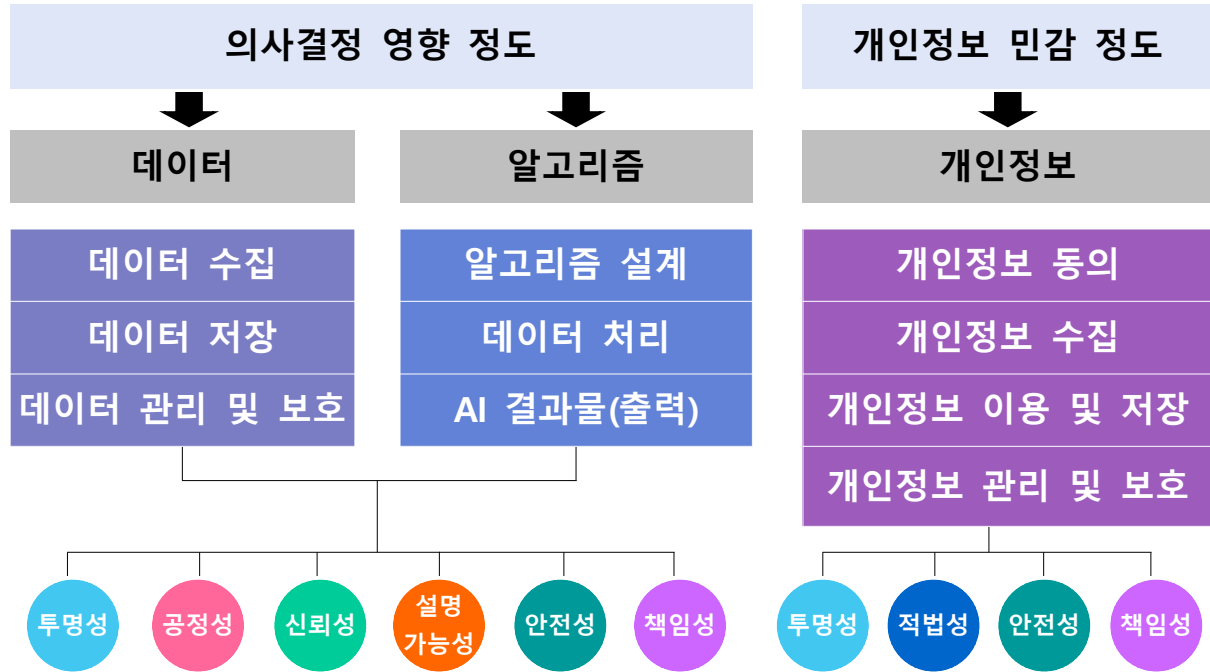 의사결정 영향 정도
개인정보 민감 정도
데이터
알고리즘
개인정보
데이터 수집
알고리즘 설계
개인정보 동의
데이터 저장
데이터 처리
개인정보 수집
데이터 관리 및 보호
AI 결과물(출력)
개인정보 이용 및 저장
개인정보 관리 및 보호
투명성
공정성
신뢰성
설명
가능성
안전성
책임성
투명성
적법성
안전성
책임성